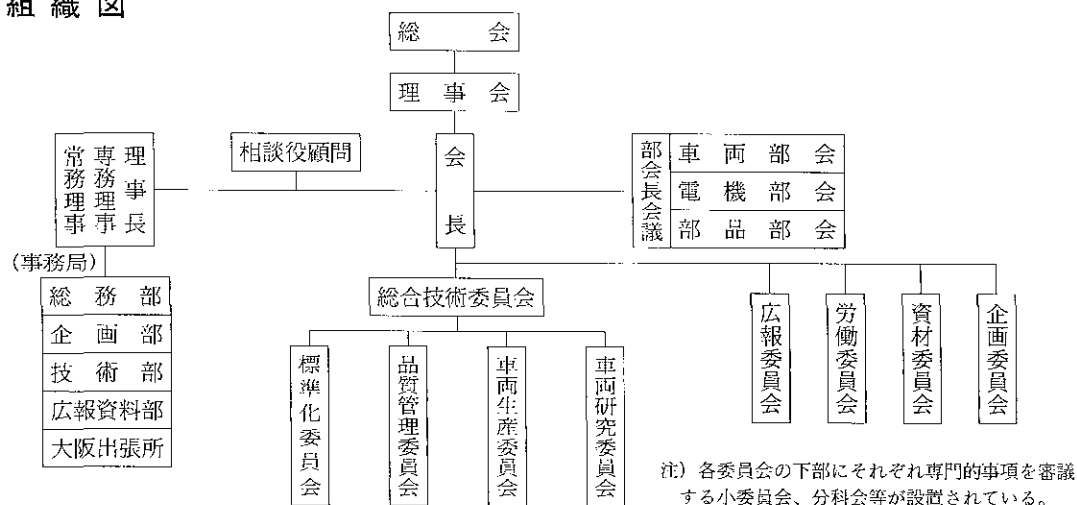 組織図
総会
理事会
会長
相談役顧問
理事長
専務理事
常務理事
(事務局)
総務部
企画部
技術部
広報資料部
大阪出張所
部会長会議
車両部会
電機部会
部品部会
総合技術委員会
標準化委員会
品質管理委員会
車両生産委員会
車両研究委員会
広報委員会
労働委員会
資材委員会
企画委員会
注) 各委員会の下部にそれぞれ専門的事項を審議
する小委員会、分科会等が設置されている。